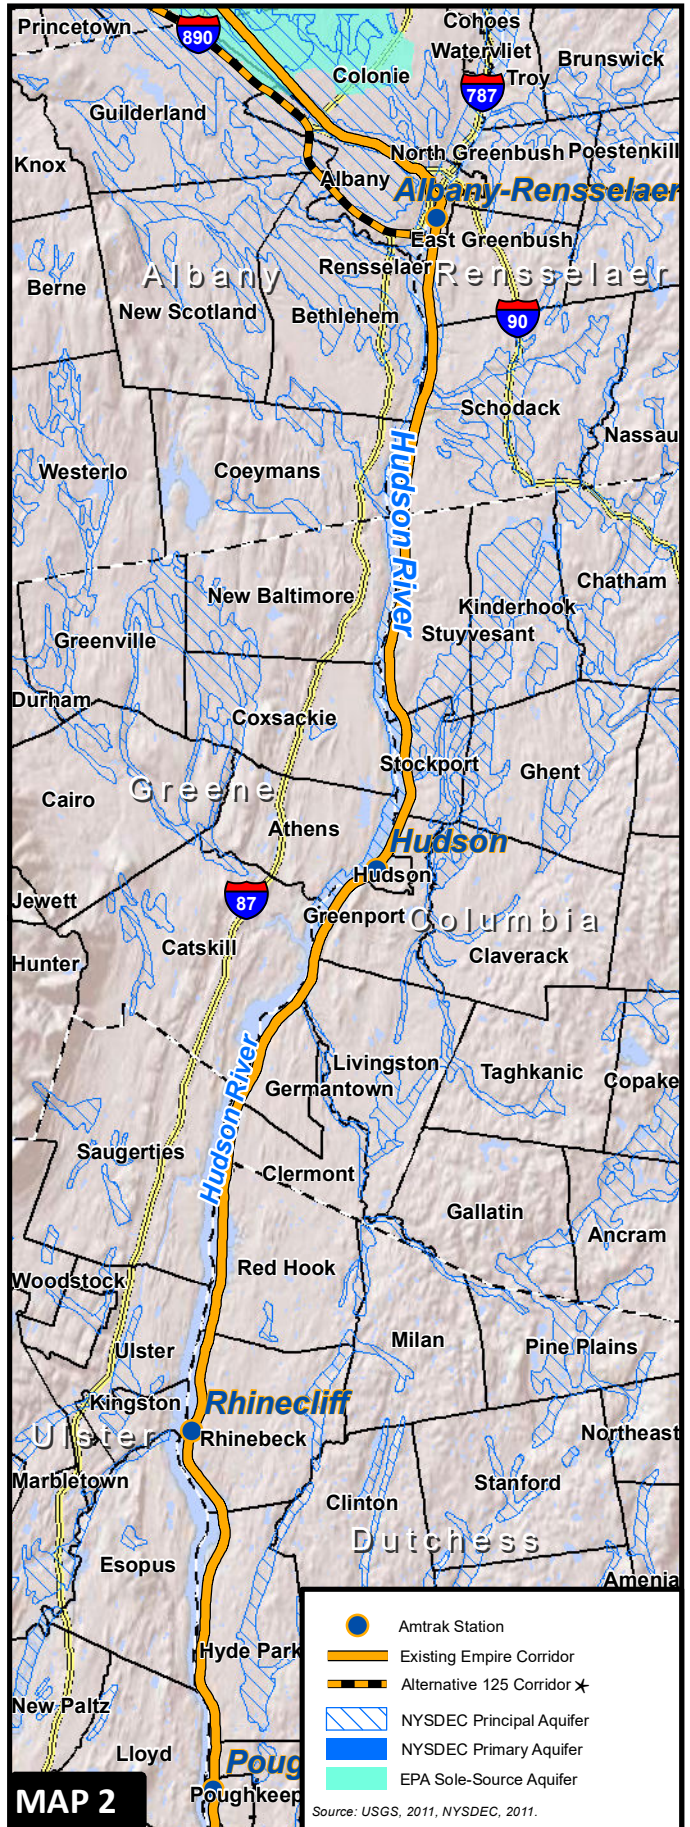 Princetown
890
Cohoes
Watervliet
Brunswick
Colonie
Troy
787
Guilderland
North Greenbush
Poestenkill
Knox
Albany
Albany-Rensselaer
East Greenbush
Rensselaer
Albany
Rensselaer
Berne
New Scotland
Bethlehem
90
Schodack
Nassau
Hudson River
Westerlo
Coeymans
Chatham
New Baltimore
Kinderhook
Stuyvesant
Greenville
Durham
Coxsackie
Stockport
Ghent
Greene
Cairo
Athens
Hudson
Hudson
Jewett
87
Greenport
Columbia
Catskill
Claverack
Hunter
Hudson River
Livingston
Taghkanic
Copake
Germantown
Saugerties
Clermont
Gallatin
Ancram
Red Hook
Woodstock
Milan
Pine Plains
Ulster
Kingston
Rhinecliff
Ulster
Rhinebeck
Northeast
Marbletown
Stanford
Clinton
Dutchess
Esopus
Amenia
Hyde Park
New Paltz
Lloyd
Poug
Poughkeep
Amtrak Station
Existing Empire Corridor
Alternative 125 Corridor *
NYSDEC Principal Aquifer
NYSDEC Primary Aquifer
EPA Sole-Source Aquifer
Source: USGS, 2011, NYSDEC, 2011.
MAP 2